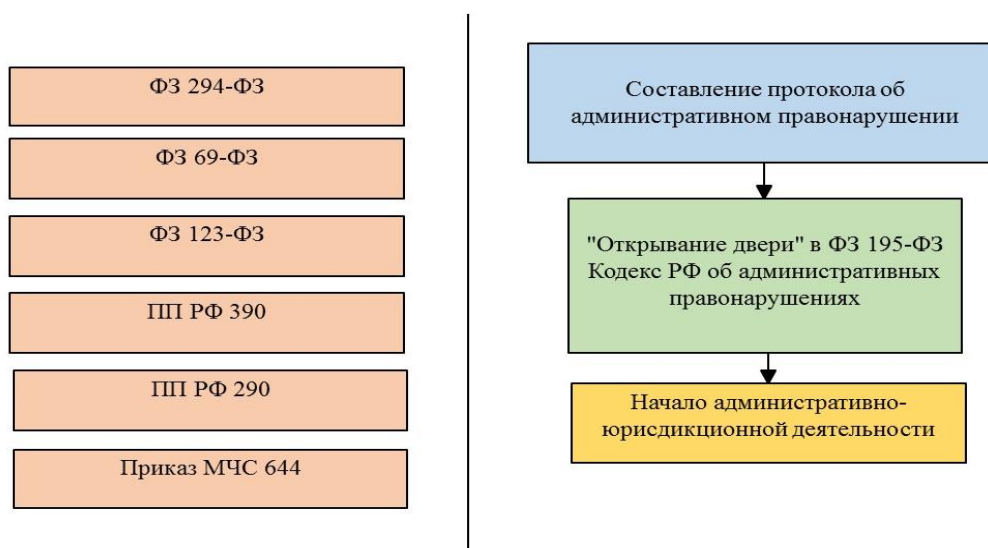 ФЗ 294-ФЗ
ФЗ 69-ФЗ
ФЗ 123-ФЗ
ПП РФ 390
ПП РФ 290
Приказ МЧС 644
Составление протокола об
административном правонарушении
"Открывание двери" в ФЗ 195-ФЗ
Кодекс РФ об административных
правонарушениях
Начало административно-
юрисдикционной деятельности